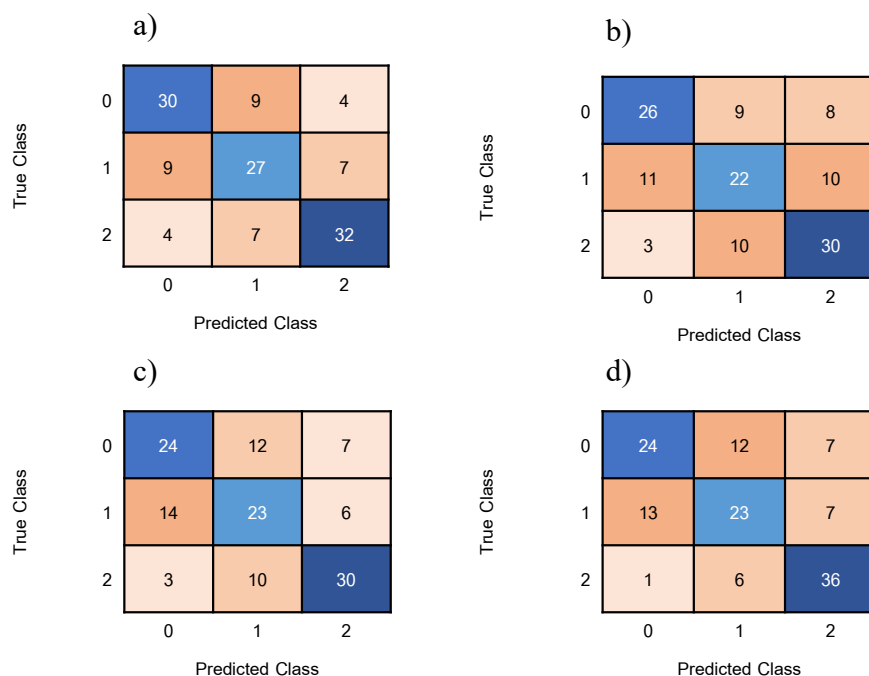 a)
True Class
0 30 9 4
1 9 27 7
2 4 7 32
0 1 2
Predicted Class
b)
True Class
0 26 9 8
1 11 22 10
2 3 10 30
0 1 2
Predicted Class
c)
True Class
0 24 12 7
1 14 23 6
2 3 10 30
0 1 2
Predicted Class
d)
True Class
0 24 12 7
1 13 23 7
2 1 6 36
0 1 2
Predicted Class